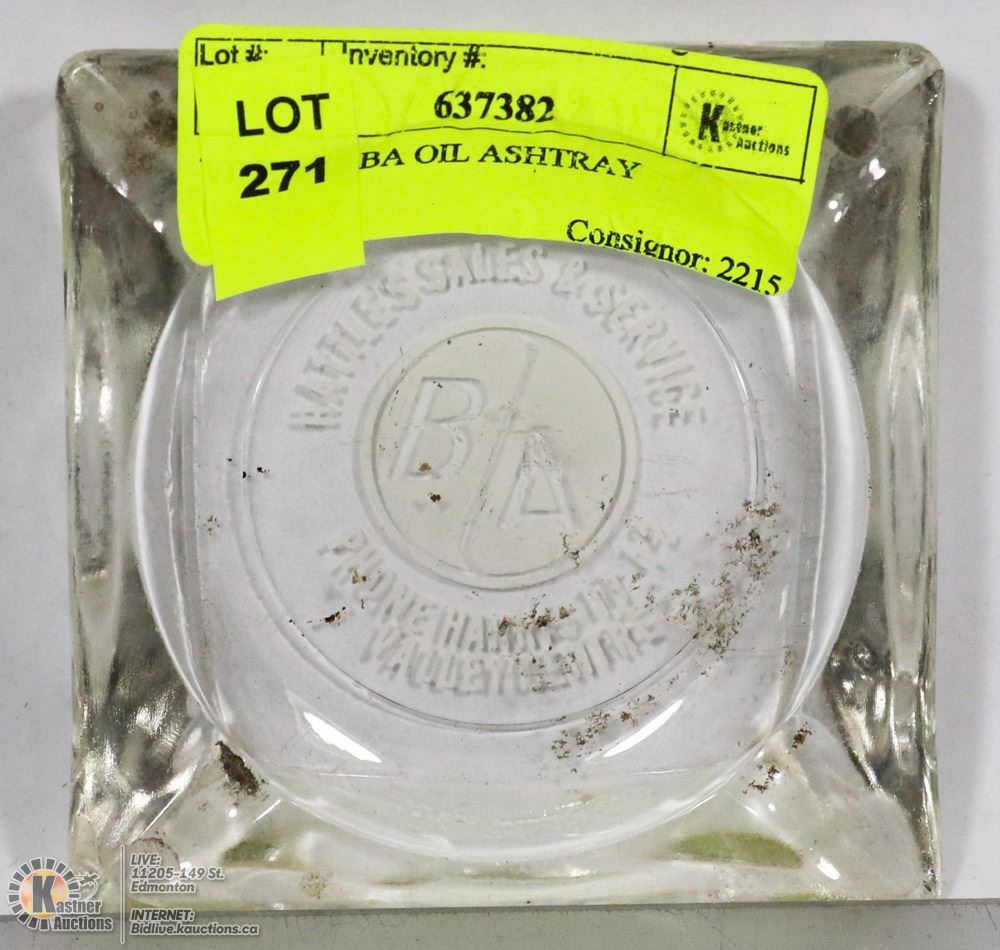 Lot #:
Inventory #:
LOT
271
637382
Kastner
Auctions
BA OIL ASHTRAY
Consignor: 2215
SALES & SERVICE
B/A
PHONE
VALLEY
Kastner
Auctions
LIVE:
11205-149 St.
Edmonton
INTERNET:
Bidlive.kauctions.ca